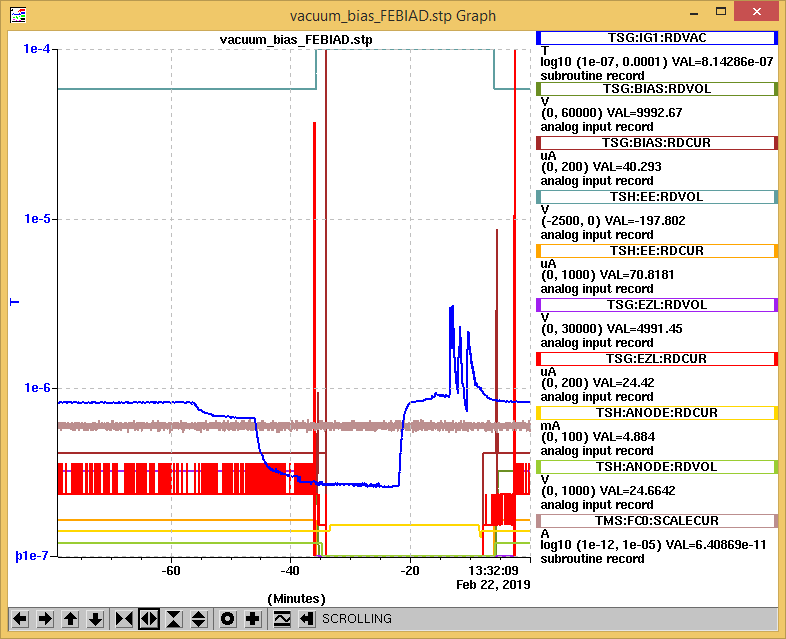 vacuum_bias_FEBIAD.stp Graph
vacuum_bias_FEBIAD.stp
1e-4
1e-5
T
1e-6
1e-7
-60
-40
-20
13:32:09
Feb 22, 2019
(Minutes)
TSG:IG1:RDVAC
T
log10 (1e-07, 0.0001) VAL=8.14286e-07
subroutine record
TSG:BIAS:RDVOL
V
(0, 60000) VAL=9992.67
analog input record
TSG:BIAS:RDCUR
uA
(0, 200) VAL=40.293
analog input record
TSH:EE:RDVOL
V
(-2500, 0) VAL=-197.802
analog input record
TSH:EE:RDCUR
uA
(0, 1000) VAL=70.8181
analog input record
TSG:EZL:RDVOL
V
(0, 30000) VAL=4991.45
analog input record
TSG:EZL:RDCUR
uA
(0, 200) VAL=24.42
analog input record
TSH:ANODE:RDCUR
mA
(0, 100) VAL=4.884
analog input record
TSH:ANODE:RDVOL
V
(0, 1000) VAL=24.6642
analog input record
TMS:FC0:SCALECUR
A
log10 (1e-12, 1e-05) VAL=6.40869e-11
subroutine record
SCROLLING